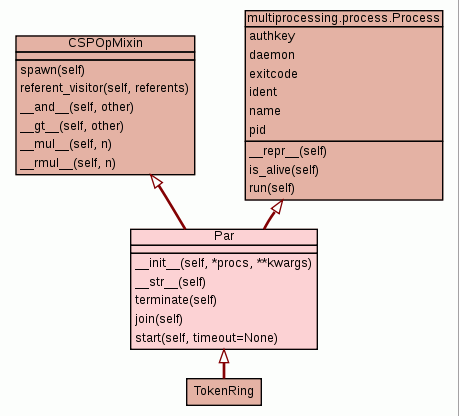 CSPOpMixin
spawn(self)
referent_visitor(self, referents)
__and__(self, other)
__gt__(self, other)
__mul__(self, n)
__rmul__(self, n)
multiprocessing.process.Process
authkey
daemon
exitcode
ident
name
pid
__repr__(self)
is_alive(self)
run(self)
Par
__init__(self, *procs, **kwargs)
__str__(self)
terminate(self)
join(self)
start(self, timeout=None)
TokenRing